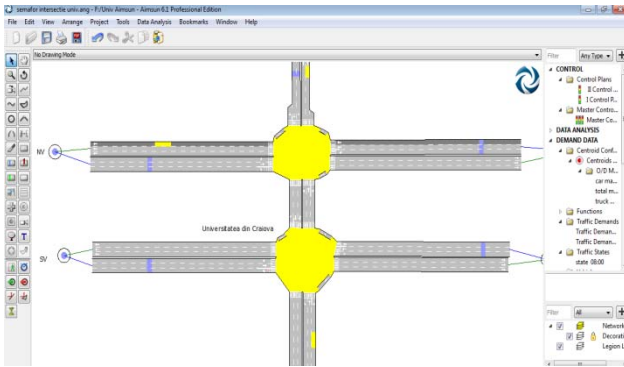 semafor intersectie univ.ang - F:/Univ Aimsun - Aimsun 6.1 Professional Edition
File Edit View Arrange Project Tools Data Analysis Bookmarks Window Help
No Drawing Mode
Filter Any Type
CONTROL
Control Plans
II Control ...
I Control P...
Master Contro...
Master Co...
DATA ANALYSIS
DEMAND DATA
Centroid Conf...
Centroids ...
O/D M...
car ma...
total m...
truck ...
Functions
Traffic Demands
Traffic Deman...
Traffic Deman...
Traffic States
state 08:00
NV
Universitatea din Craiova
SV
Filter All
Network
Decorati
Legion L